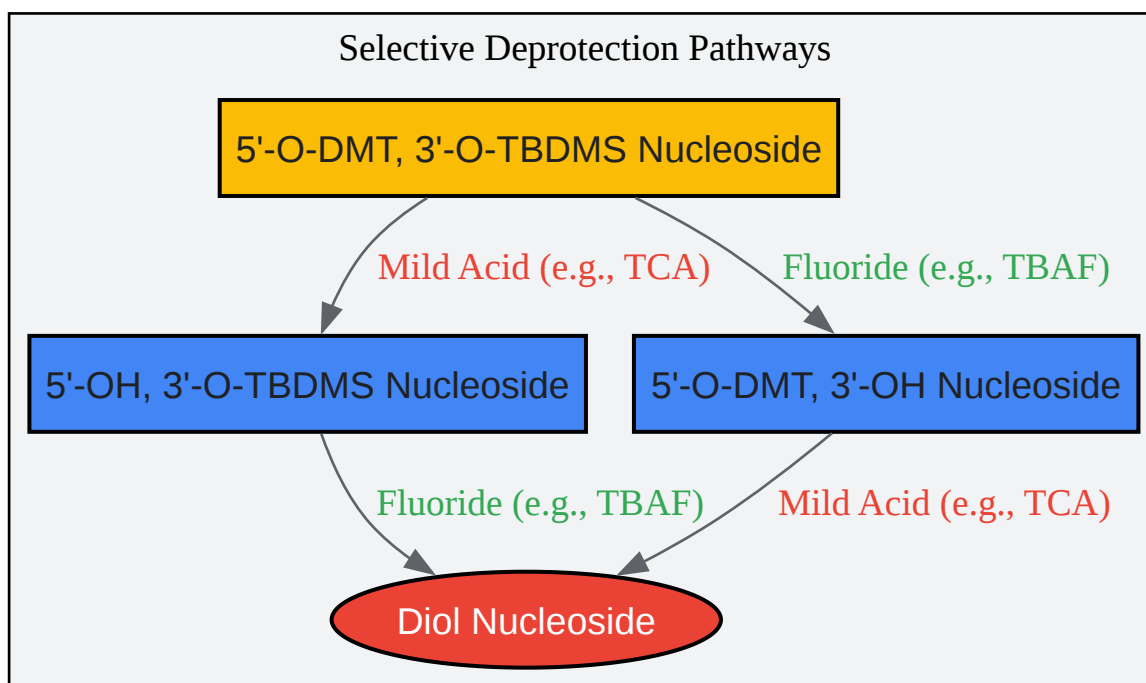 Selective Deprotection Pathways
5'-O-DMT, 3'-O-TBDMS Nucleoside
Mild Acid (e.g., TCA)
Fluoride (e.g., TBAF)
5'-OH, 3'-O-TBDMS Nucleoside
5'-O-DMT, 3'-OH Nucleoside
Fluoride (e.g., TBAF)
Mild Acid (e.g., TCA)
Diol Nucleoside